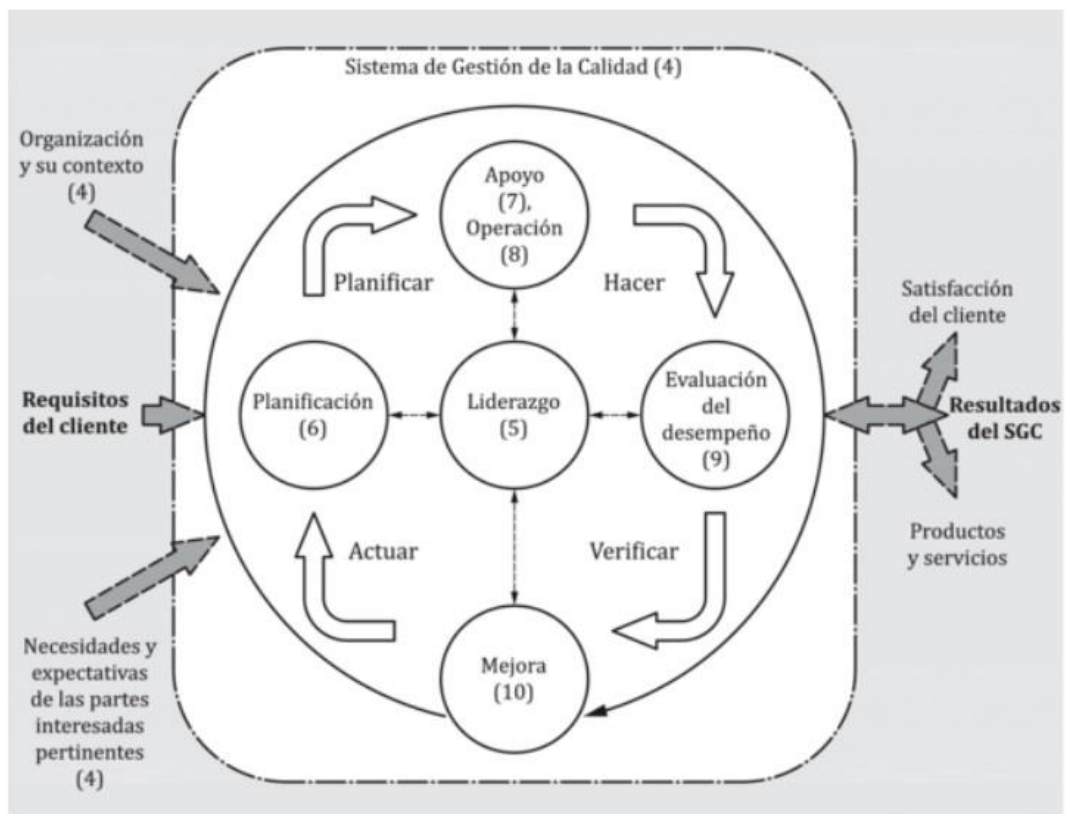 Sistema de Gestión de la Calidad (4)
Organización
y su contexto
(4)
Requisitos
del cliente
Necesidades y
expectativas
de las partes
interesadas
pertinentes
(4)
Apoyo
(7),
Operación
(8)
Planificar
Hacer
Planificación
(6)
Liderazgo
(5)
Evaluación
del
desempeño
(9)
Actuar
Verificar
Mejora
(10)
Satisfacción
del cliente
Resultados
del SGC
Productos
y servicios